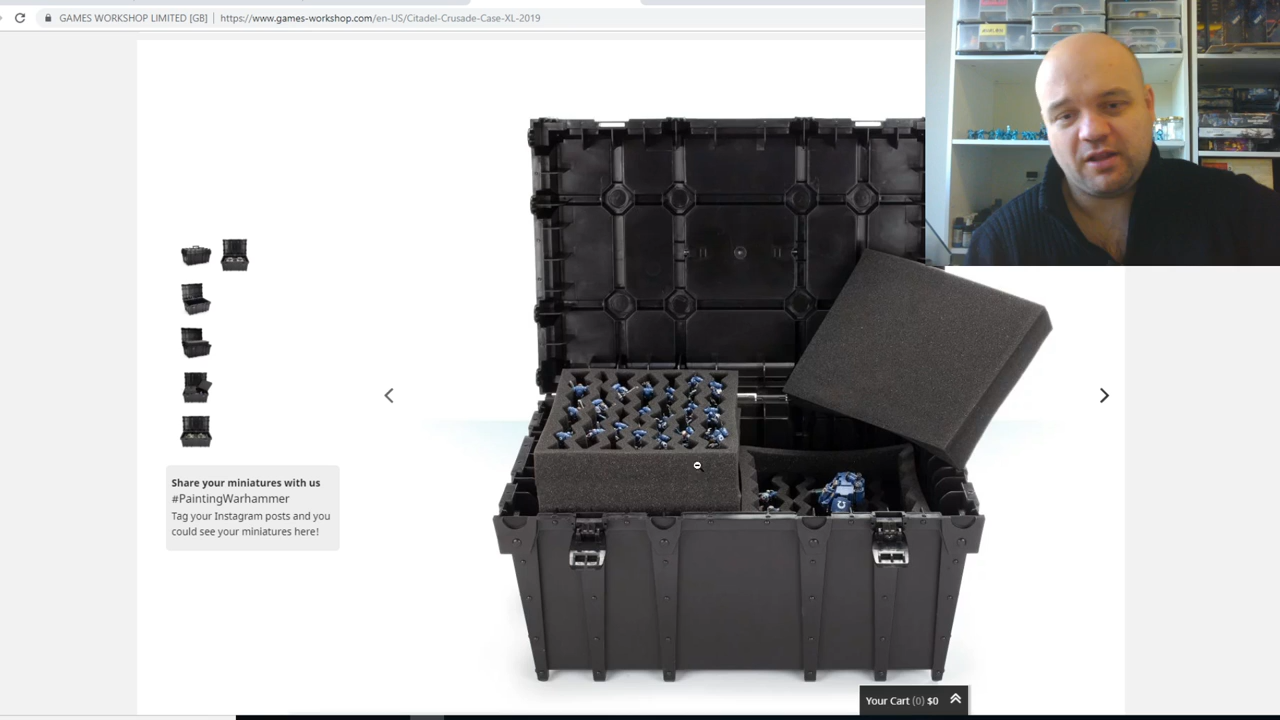 GAMES WORKSHOP LIMITED [GB]
https://www.games-workshop.com/en-US/Citadel-Crusade-Case-XL-2019
Share your miniatures with us
#PaintingWarhammer
Tag your Instagram posts and you
could see your miniatures here!
Your Cart (0) $0